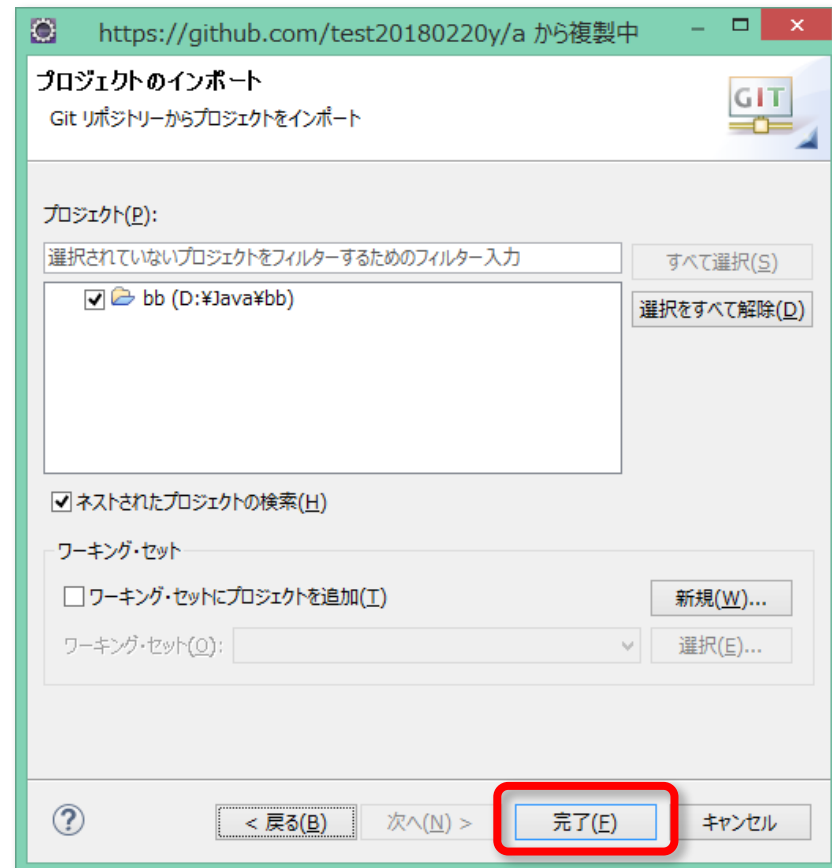 https://github.com/test20180220y/a から複製中
プロジェクトのインポート
Git リポジトリーからプロジェクトをインポート
GIT
プロジェクト(P):
選択されていないプロジェクトをフィルターするためのフィルター入力
すべて選択(S)
bb (D:¥Java¥bb)
選択をすべて解除(D)
ネストされたプロジェクトの検索(H)
ワーキング・セット
ワーキング・セットにプロジェクトを追加(T)
新規(W)...
ワーキング・セット(O):
選択(E)...
?
< 戻る(B)
次へ(N) >
完了(F)
キャンセル